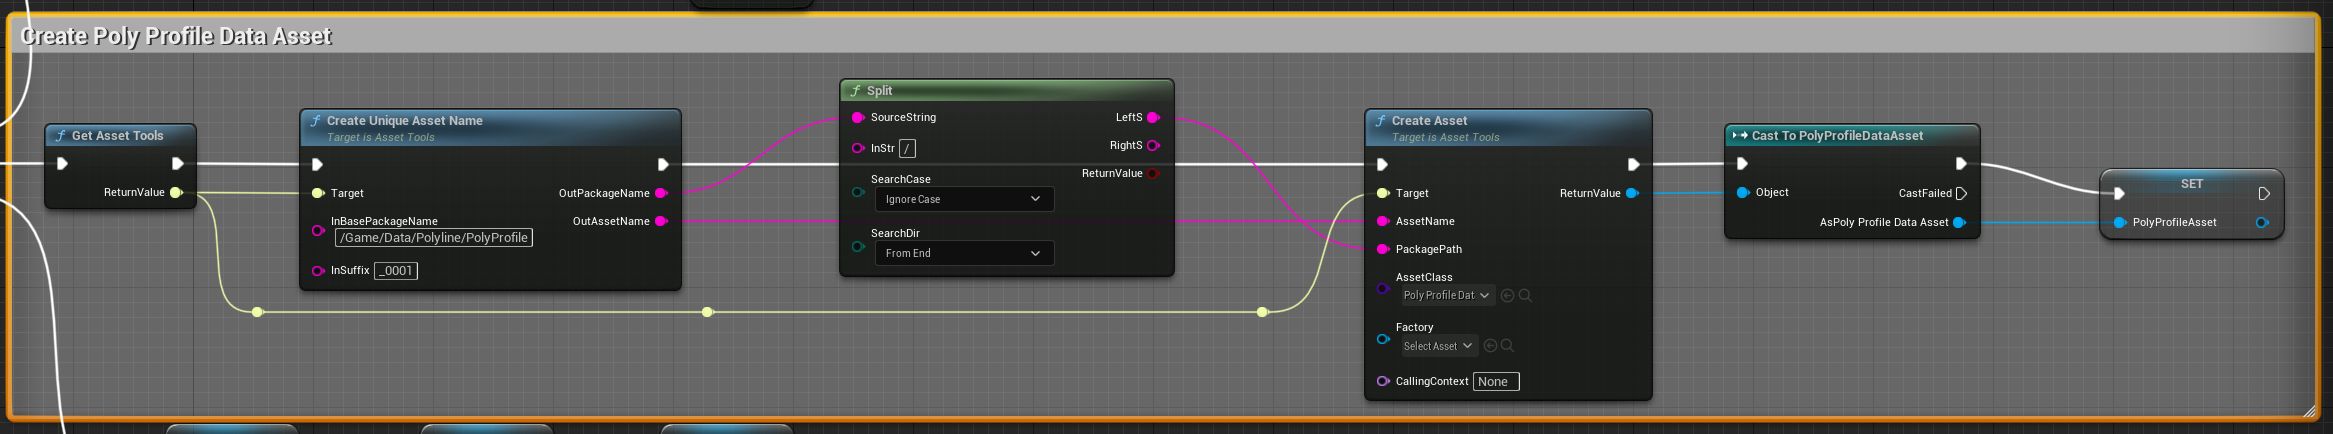 Create Poly Profile Data Asset
Get Asset Tools
ReturnValue
Create Unique Asset Name
Target is Asset Tools
Target
OutPackageName
InBasePackageName
/Game/Data/Polyline/PolyProfile
OutAssetName
InSuffix _0001
Split
SourceString
LeftS
InStr /
RightS
ReturnValue
SearchCase
Ignore Case
SearchDir
From End
Create Asset
Target is Asset Tools
Target
ReturnValue
AssetName
PackagePath
AssetClass
Poly Profile Dat
Factory
Select Asset
CallingContext None
Cast To PolyProfileDataAsset
Object
CastFailed
AsPoly Profile Data Asset
SET
PolyProfileAsset